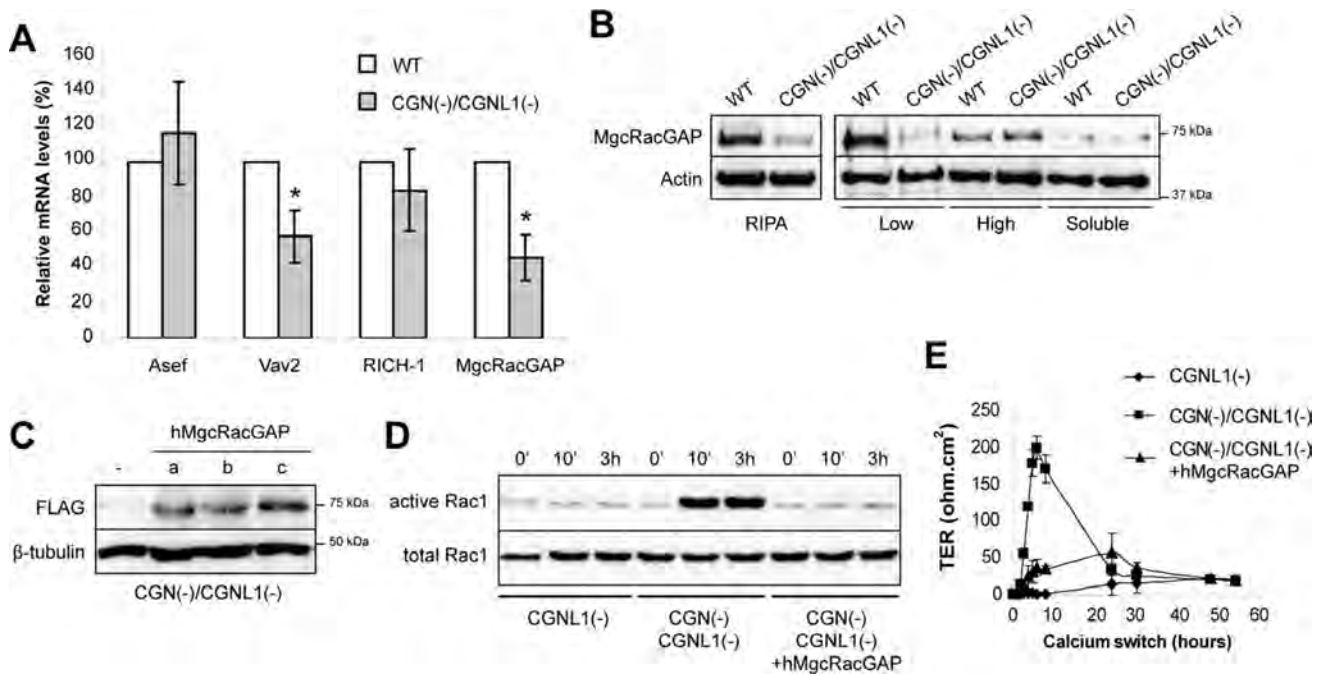 A
Relative mRNA levels (%)
160
140
120
100
80
60
40
20
0
WT
CGN(-)/CGNL1(-)
*
*
Asef Vav2 RICH-1 MgcRacGAP
B
WT CGN(-)/CGNL1(-) WT CGN(-)/CGNL1(-) WT CGN(-)/CGNL1(-) WT CGN(-)/CGNL1(-)
MgcRacGAP
75 kDa
Actin
37 kDa
RIPA Low High Soluble
C
hMgcRacGAP
- a b c
FLAG
75 kDa
β-tubulin
50 kDa
CGN(-)/CGNL1(-)
D
0' 10' 3h 0' 10' 3h 0' 10' 3h
active Rac1
total Rac1
CGNL1(-)
CGN(-)
CGNL1(-)
CGN(-)
CGNL1(-)
+hMgcRacGAP
E
CGNL1(-)
CGN(-)/CGNL1(-)
CGN(-)/CGNL1(-)
+hMgcRacGAP
TER (ohm.cm²)
250
200
150
100
50
0
0 10 20 30 40 50 60
Calcium switch (hours)